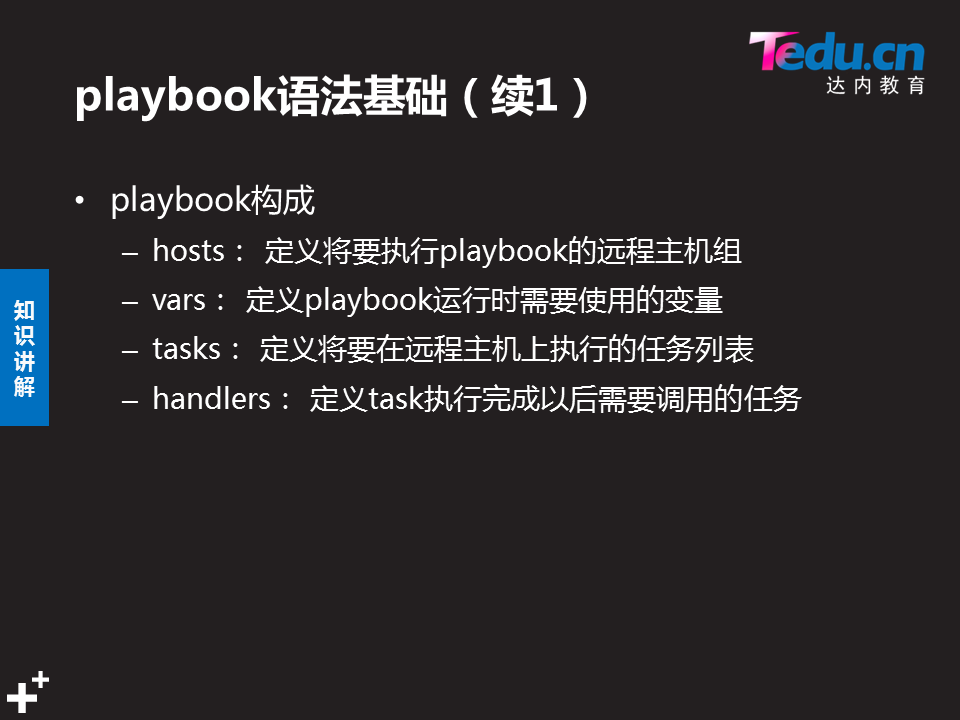 Tedu.cn
达内教育
playbook语法基础（续1）
• playbook构成
– hosts： 定义将要执行playbook的远程主机组
– vars： 定义playbook运行时需要使用的变量
– tasks： 定义将要在远程主机上执行的任务列表
– handlers： 定义task执行完成以后需要调用的任务
知
识
讲
解